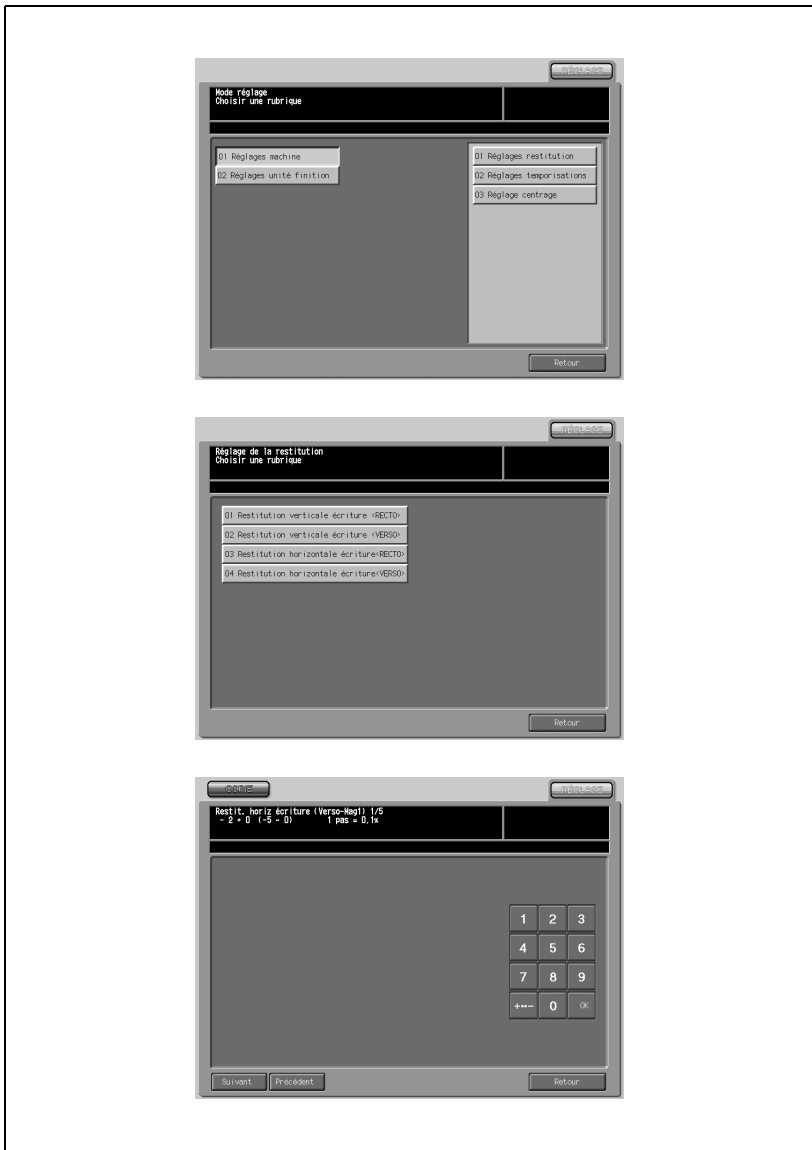 RÉGLAGE
Mode réglage
Choisir une rubrique
01 Réglages machine
02 Réglages unité finition
01 Réglages restitution
02 Réglages temporisations
03 Réglage centrage
Retour
RÉGLAGE
Réglage de la restitution
Choisir une rubrique
01 Restitution verticale écriture <RECTO>
02 Restitution verticale écriture <VERSO>
03 Restitution horizontale écriture<RECTO>
04 Restitution horizontale écriture<VERSO>
Retour
COPIE
RÉGLAGE
Restit. horiz écriture (Verso-Mag1) 1/5
- 2 + 0 (-5 - 0) 1 pas = 0,1%
1 2 3
4 5 6
7 8 9
+↔- 0 OK
Suivant Précédent Retour